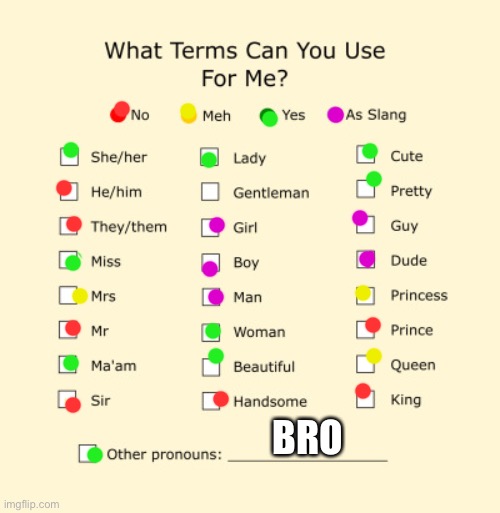 What Terms Can You Use
For Me?
No Meh Yes As Slang
She/her Lady Cute
He/him Gentleman Pretty
They/them Girl Guy
Miss Boy Dude
Mrs Man Princess
Mr Woman Prince
Ma'am Beautiful Queen
Sir Handsome King
Other pronouns: BRO
imgflip.com